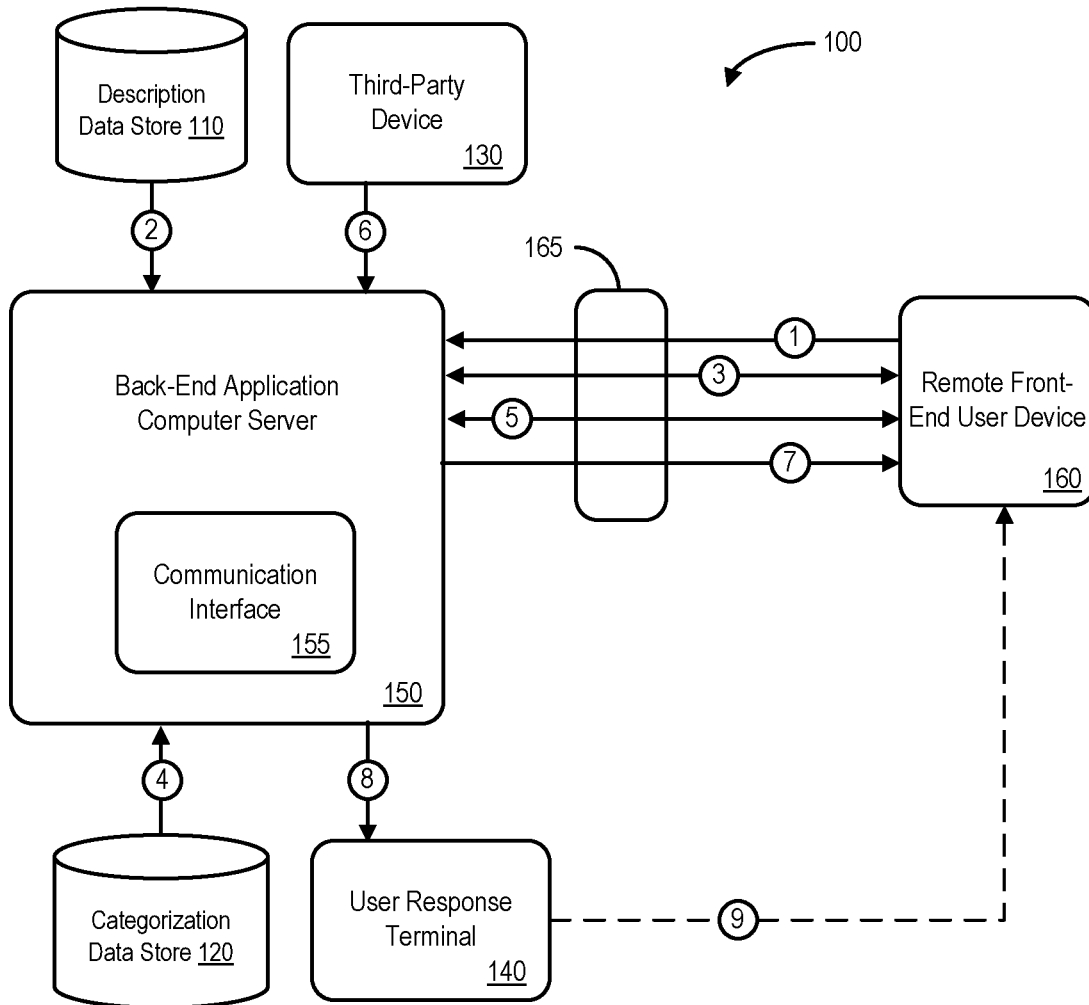 100
Description
Data Store 110
Third-Party
Device
130
2
6
165
Back-End Application
Computer Server
1
3
5
7
Remote Front-
End User Device
160
Communication
Interface
155
150
4
8
Categorization
Data Store 120
User Response
Terminal
140
9